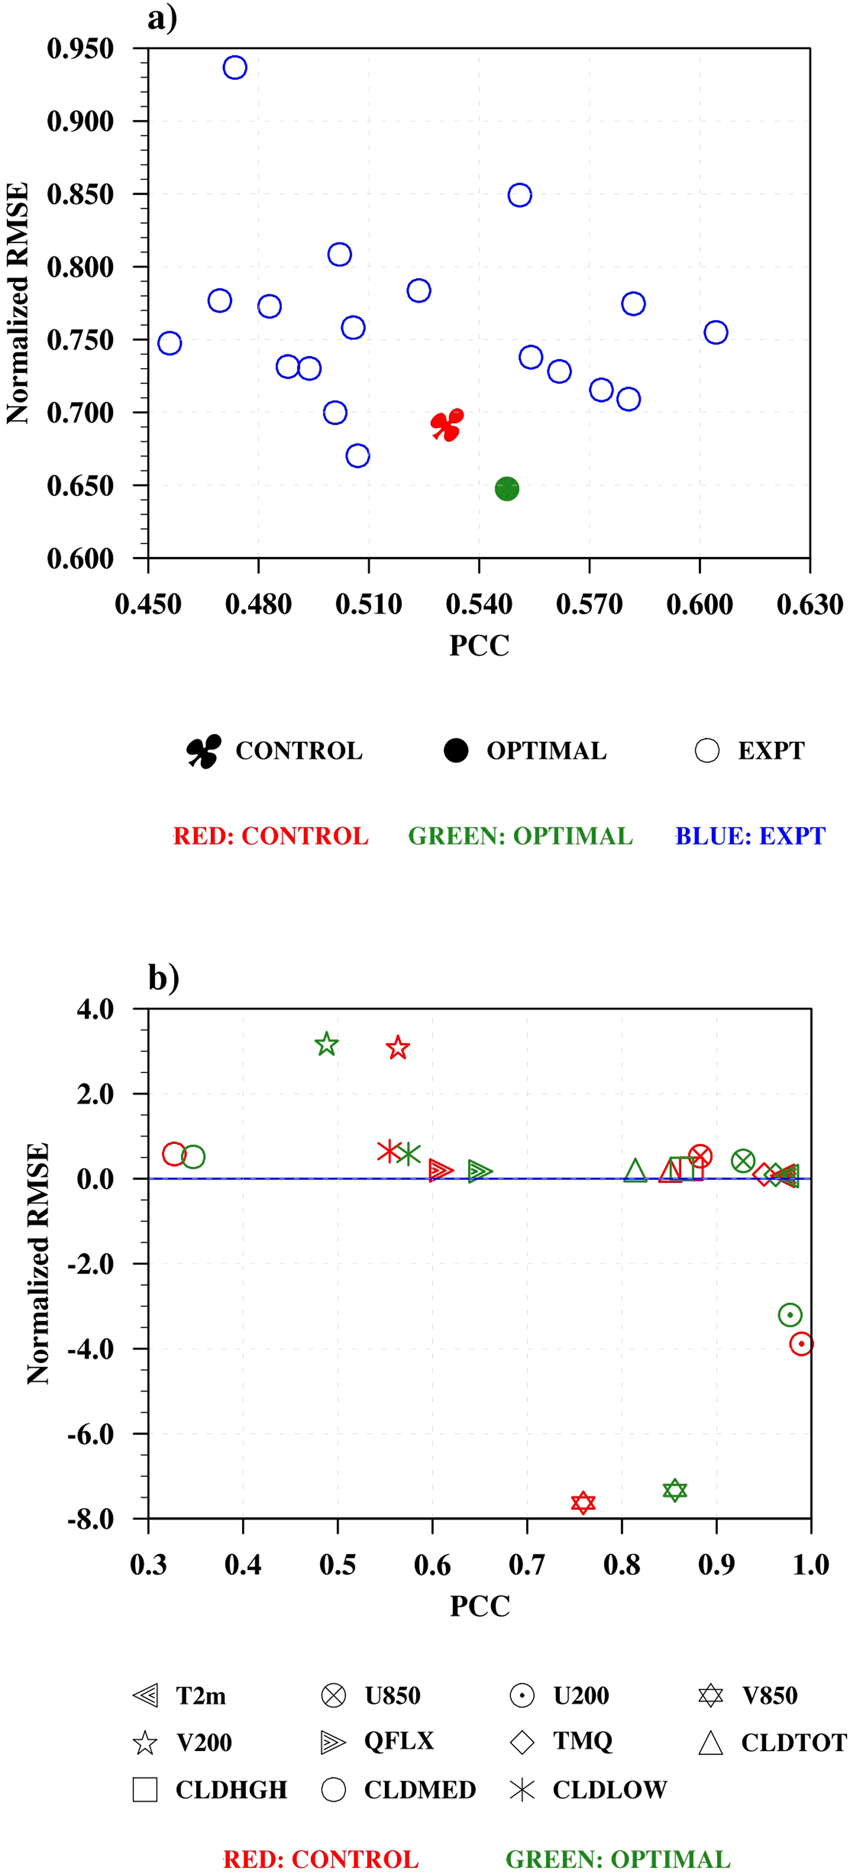 a)
0.950
0.900
0.850
0.800
0.750
0.700
0.650
0.600
Normalized RMSE
0.450 0.480 0.510 0.540 0.570 0.600 0.630
PCC
CONTROL OPTIMAL EXPT
RED: CONTROL GREEN: OPTIMAL BLUE: EXPT
b)
4.0
2.0
0.0
-2.0
-4.0
-6.0
-8.0
Normalized RMSE
0.3 0.4 0.5 0.6 0.7 0.8 0.9 1.0
PCC
T2m U850 U200 V850
V200 QFLX TMQ CLDTOT
CLDHGH CLDMED CLDLOW
RED: CONTROL GREEN: OPTIMAL